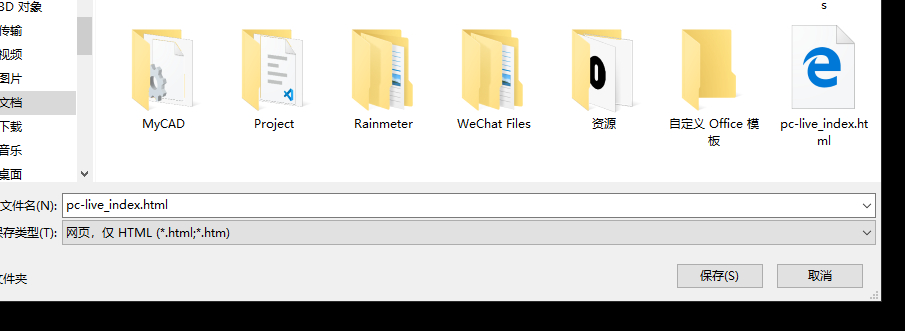 s
3D 对象
传输
视频
图片
文档
下载
音乐
桌面
MyCAD
Project
Rainmeter
WeChat Files
资源
自定义 Office 模
板
pc-live_index.ht
ml
文件名(N):
pc-live_index.html
保存类型(T):
网页，仅 HTML (*.html;*.htm)
文件夹
保存(S)
取消